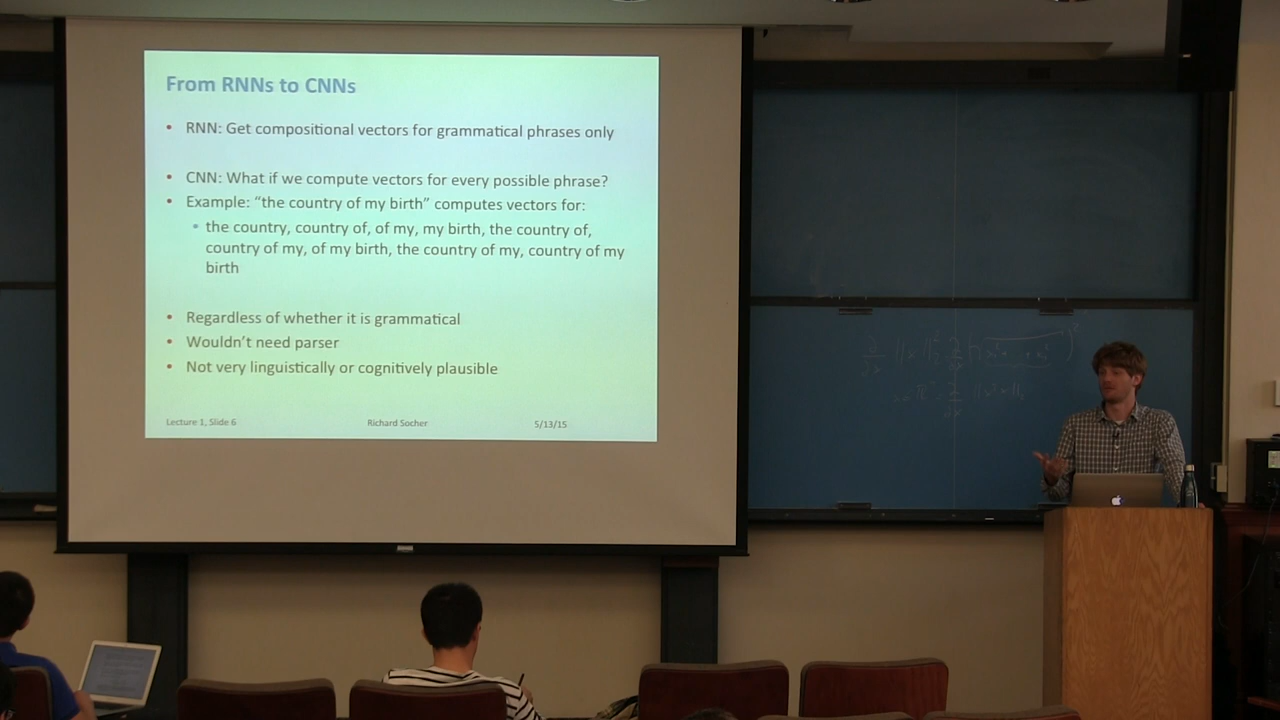 From RNNs to CNNs
• RNN: Get compositional vectors for grammatical phrases only
• CNN: What if we compute vectors for every possible phrase?
• Example: “the country of my birth” computes vectors for:
• the country, country of, of my, my birth, the country of,
country of my, of my birth, the country of my, country of my
birth
• Regardless of whether it is grammatical
• Wouldn’t need parser
• Not very linguistically or cognitively plausible
Lecture 1, Slide 6 Richard Socher 5/13/15